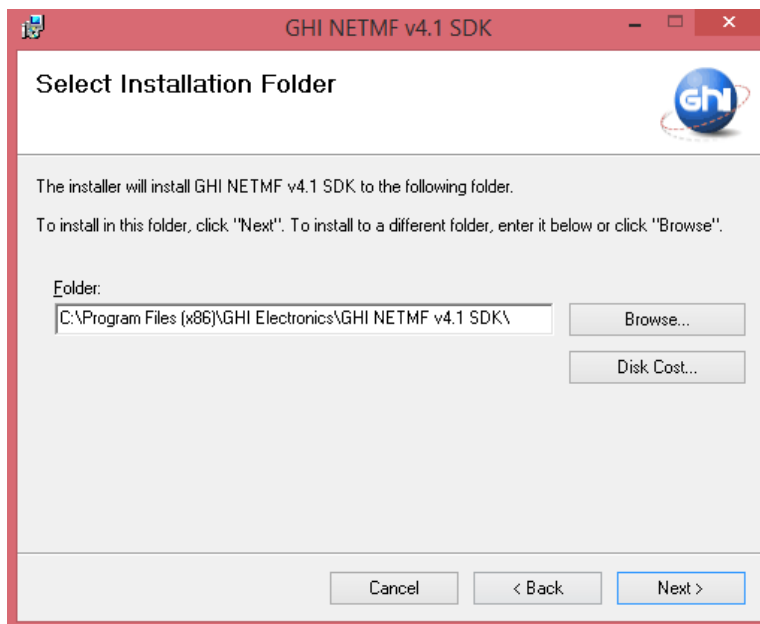 GHI NETMF v4.1 SDK
Select Installation Folder
GHI
The installer will install GHI NETMF v4.1 SDK to the following folder.
To install in this folder, click "Next". To install to a different folder, enter it below or click "Browse".
Folder:
C:\Program Files (x86)\GHI Electronics\GHI NETMF v4.1 SDK\
Browse...
Disk Cost...
Cancel
< Back
Next >